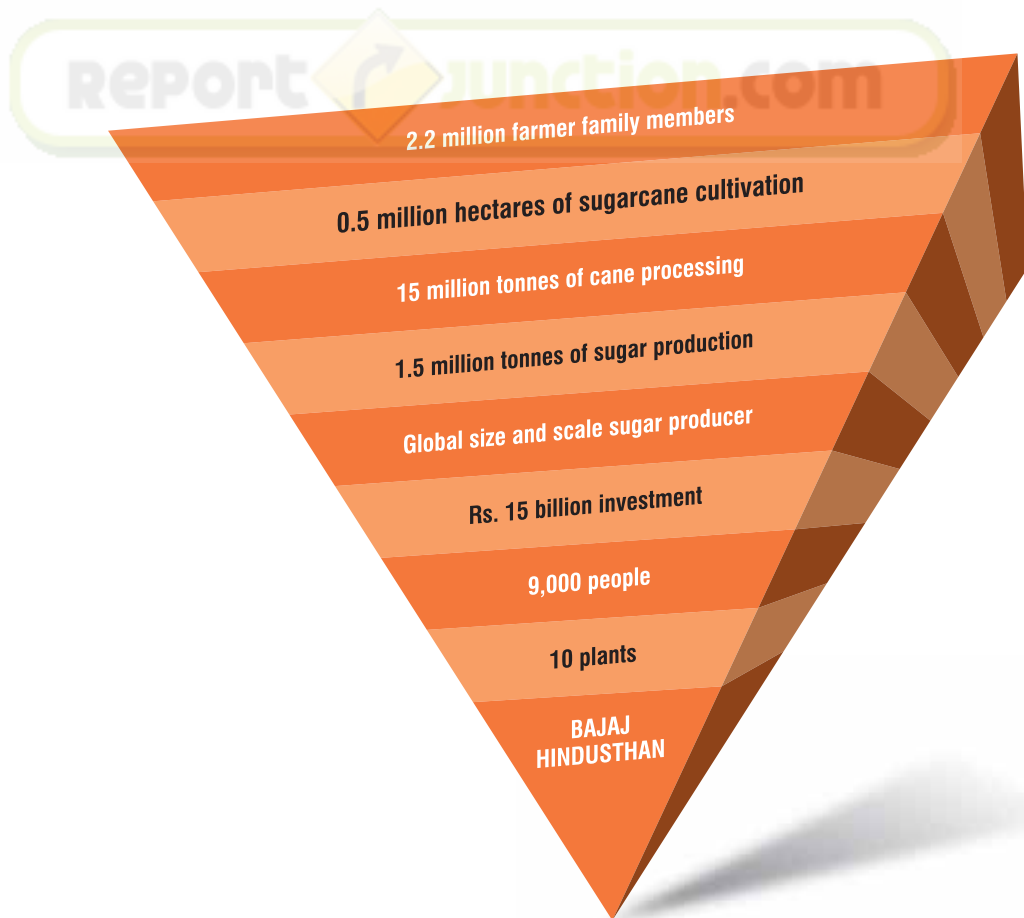 Report Junction.com
2.2 million farmer family members
0.5 million hectares of sugarcane cultivation
15 million tonnes of cane processing
1.5 million tonnes of sugar production
Global size and scale sugar producer
Rs. 15 billion investment
9,000 people
10 plants
BAJAJ
HINDUSTHAN